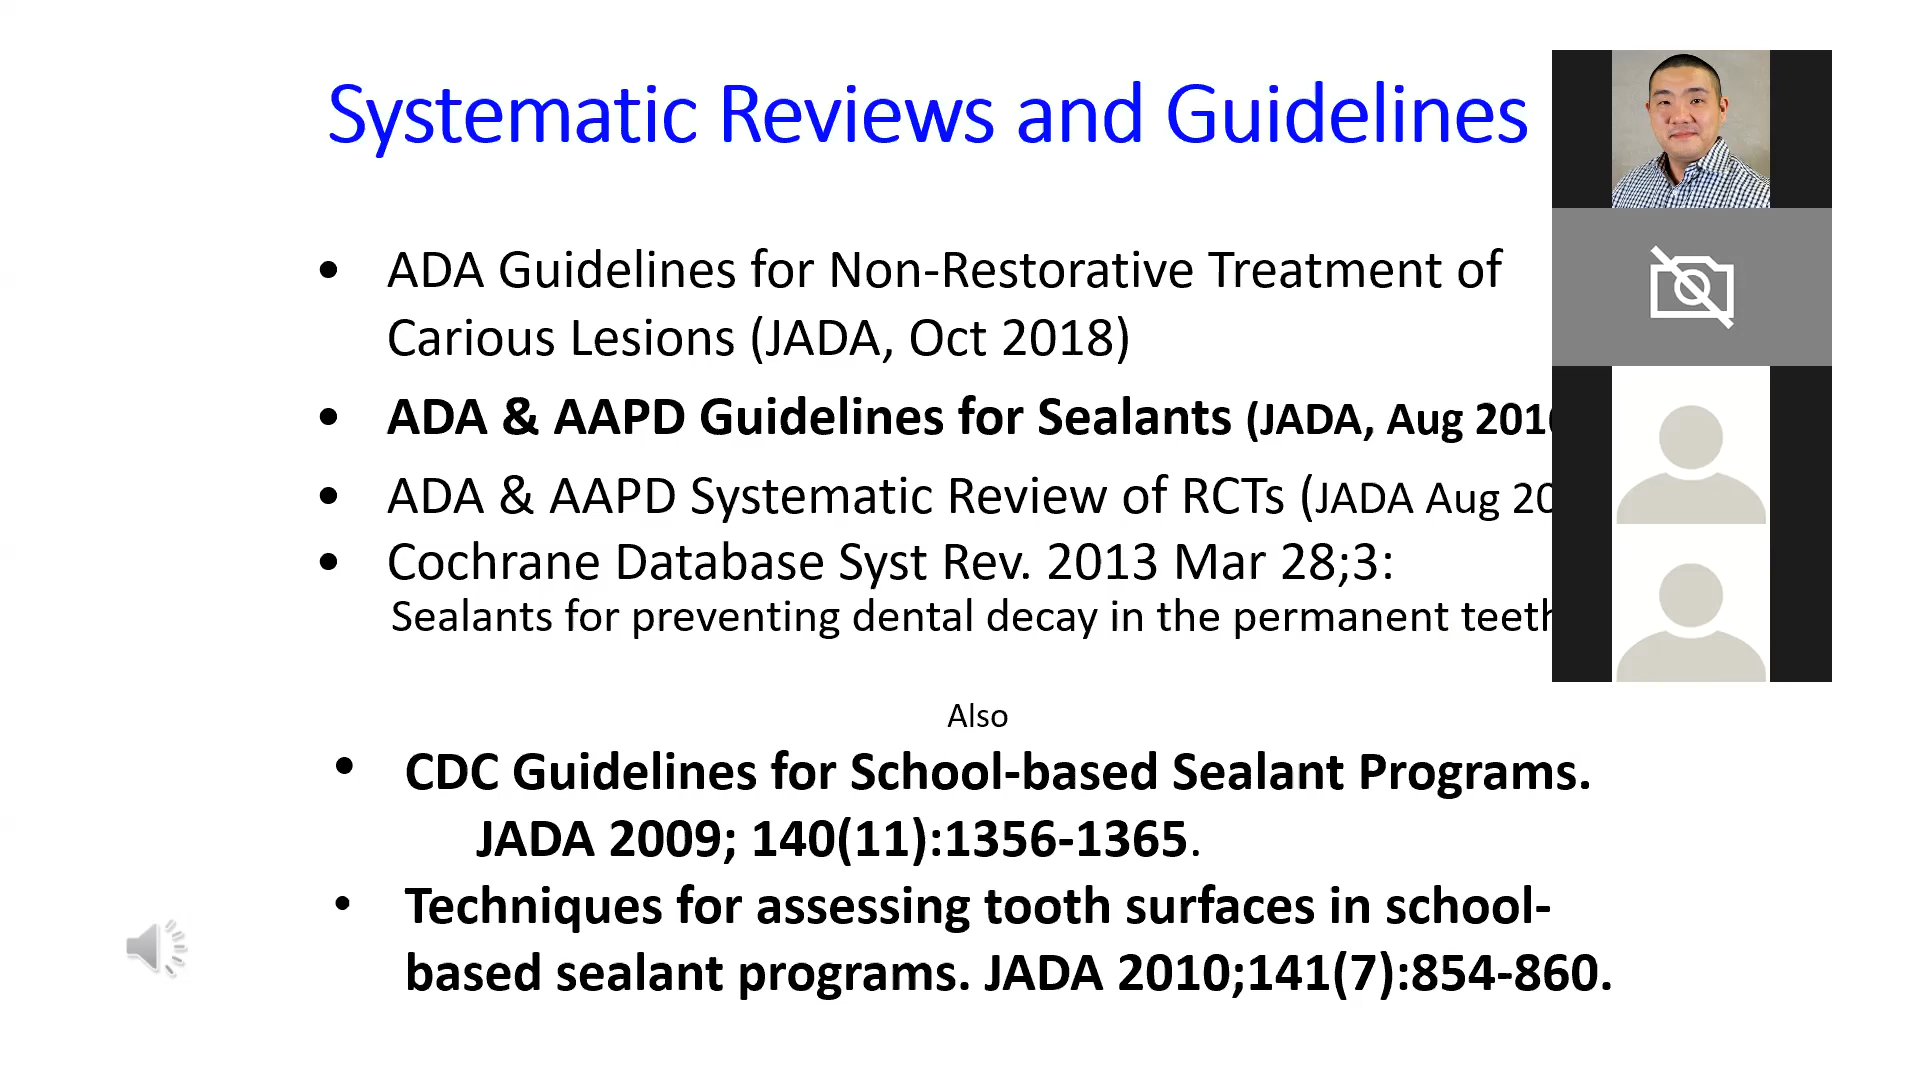 Systematic Reviews and Guidelines
• ADA Guidelines for Non-Restorative Treatment of
Carious Lesions (JADA, Oct 2018)
• ADA & AAPD Guidelines for Sealants (JADA, Aug
• ADA & AAPD Systematic Review of RCTs (JADA Aug
• Cochrane Database Syst Rev. 2013 Mar 28;3:
Sealants for preventing dental decay in the permanent teeth
Also
• CDC Guidelines for School-based Sealant Programs.
JADA 2009; 140(11):1356-1365.
• Techniques for assessing tooth surfaces in school-
based sealant programs. JADA 2010;141(7):854-860.